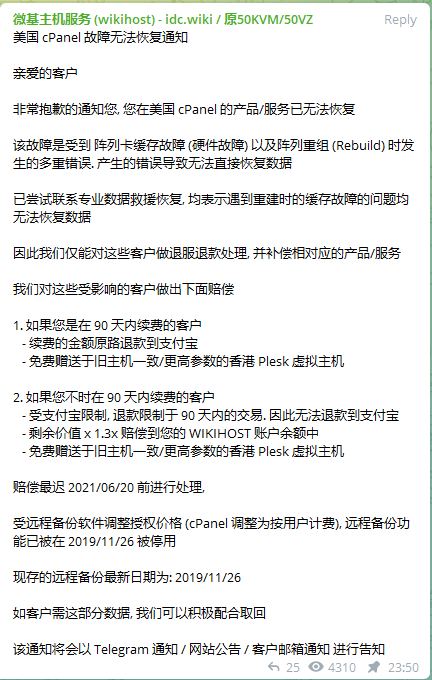 微基主机服务 (wikihost) - idc.wiki / 原50KVM/50VZ
Reply
美国 cPanel 故障无法恢复通知
亲爱的客户
非常抱歉的通知您, 您在美国 cPanel 的产品/服务已无法恢复
该故障是受到 阵列卡缓存故障 (硬件故障) 以及阵列重组 (Rebuild) 时发
生的多重错误. 产生的错误导致无法直接恢复数据
已尝试联系专业数据救援恢复, 均表示遇到重建时的缓存故障的问题均
无法恢复数据
因此我们仅能对这些客户做退服退款处理, 并补偿相对应的产品/服务
我们对这些受影响的客户做出下面赔偿
1. 如果您是在 90 天内续费的客户
- 续费的金额原路退款到支付宝
- 免费赠送于旧主机一致/更高参数的香港 Plesk 虚拟主机
2. 如果您不时在 90 天内续费的客户
- 受支付宝限制, 退款限制于 90 天内的交易. 因此无法退款到支付宝
- 剩余价值 x 1.3x 赔偿到您的 WIKIHOST 账户余额中
- 免费赠送于旧主机一致/更高参数的香港 Plesk 虚拟主机
赔偿最迟 2021/06/20 前进行处理,
受远程备份软件调整授权价格 (cPanel 调整为按用户计费), 远程备份功
能已被在 2019/11/26 被停用
现存的远程备份最新日期为: 2019/11/26
如客户需这部分数据, 我们可以积极配合取回
该通知将会以 Telegram 通知 / 网站公告 / 客户邮箱通知 进行告知
25 4310 23:50